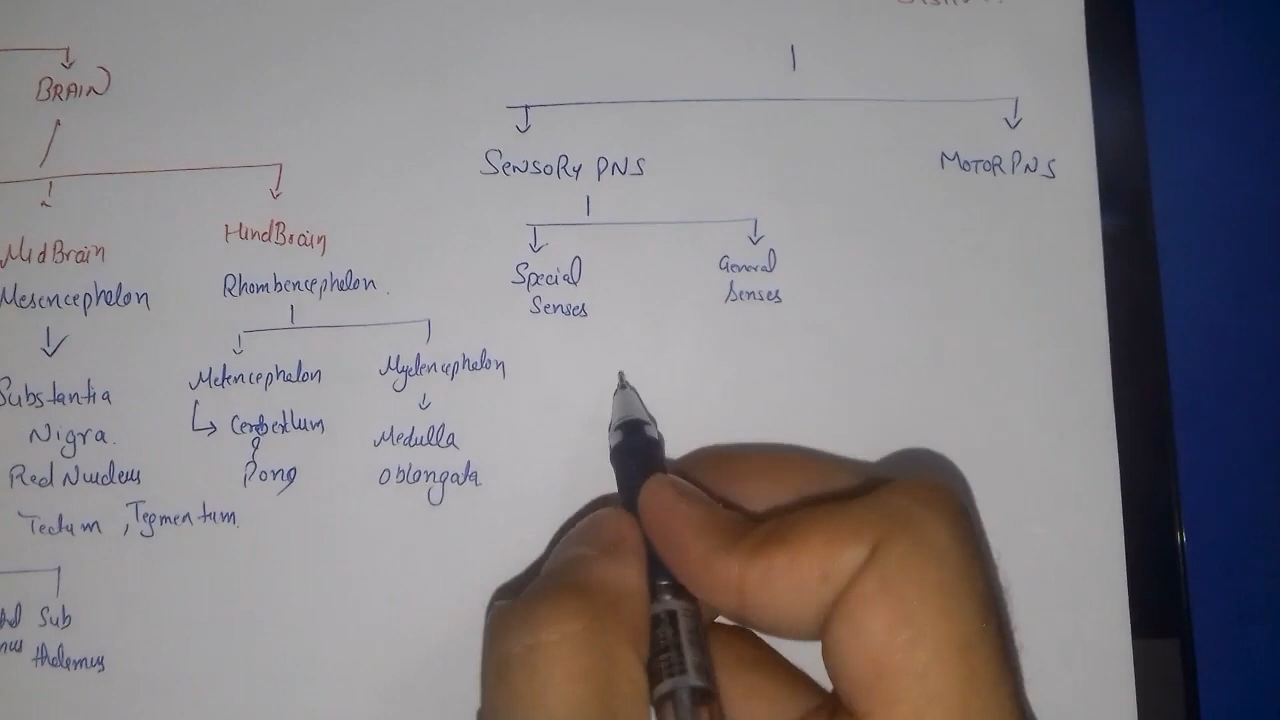 BRAIN
SENSORY PNS
MOTOR PNS
MidBrain
HindBrain
Mesencephalon
Rhombencephalon
Special
Senses
General
Senses
Metencephalon
Myelencephalon
Substantia
Nigra.
Cerebellum
Medulla
Red Nucleus
Pons
oblongata
Tectum , Tegmentum
Sub
thalamus